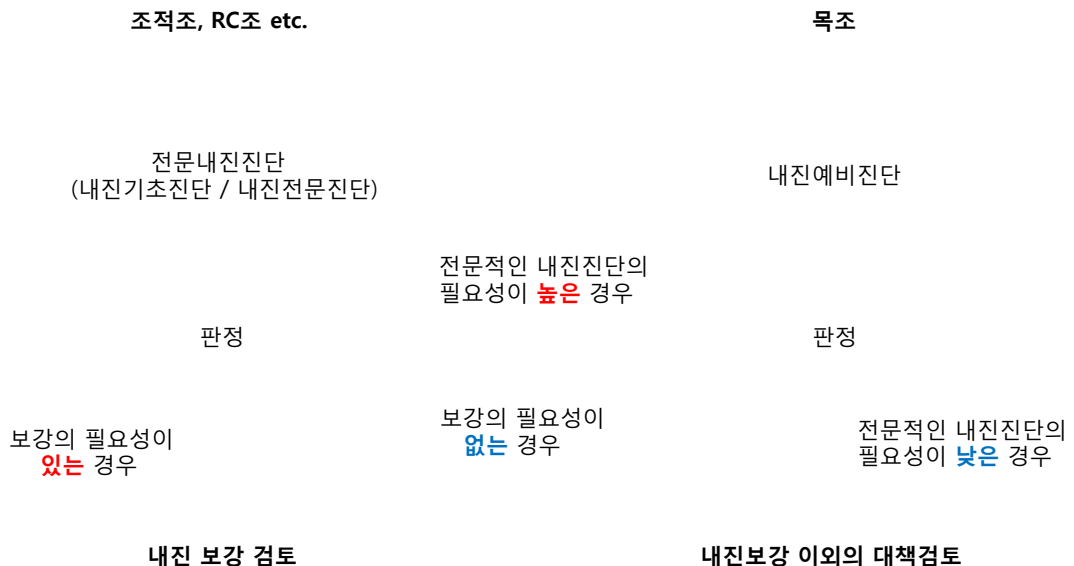 조적조, RC조 etc.
목조
전문내진진단
(내진기초진단 / 내진전문진단)
내진예비진단
전문적인 내진진단의
필요성이 높은 경우
판정
판정
보강의 필요성이
있는 경우
보강의 필요성이
없는 경우
전문적인 내진진단의
필요성이 낮은 경우
내진 보강 검토
내진보강 이외의 대책검토